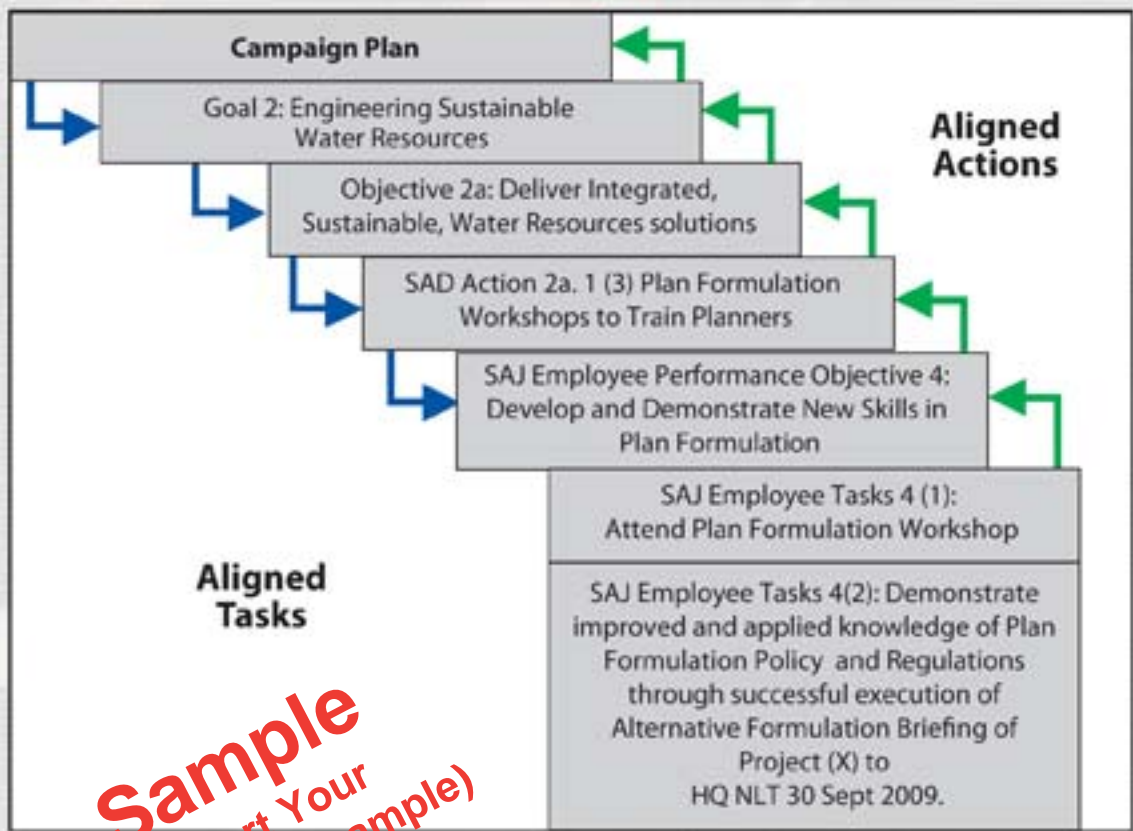 Campaign Plan
Goal 2: Engineering Sustainable
Water Resources
Aligned
Actions
Objective 2a: Deliver Integrated,
Sustainable, Water Resources solutions
SAD Action 2a. 1 (3) Plan Formulation
Workshops to Train Planners
SAJ Employee Performance Objective 4:
Develop and Demonstrate New Skills in
Plan Formulation
SAJ Employee Tasks 4 (1):
Attend Plan Formulation Workshop
Aligned
Tasks
SAJ Employee Tasks 4(2): Demonstrate
improved and applied knowledge of Plan
Formulation Policy and Regulations
through successful execution of
Alternative Formulation Briefing of
Project (X) to
HQ NLT 30 Sept 2009.
Sample
Your